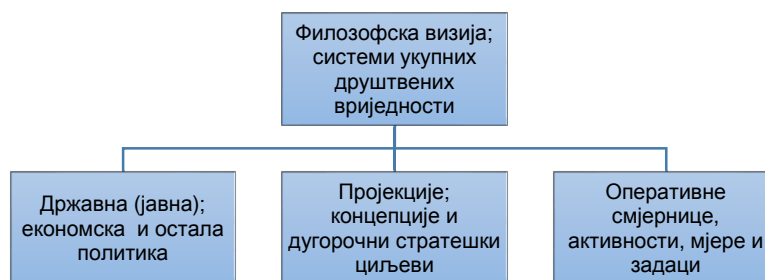 Филозофска визија;
системи укупних
друштвених
вриједности
Државна (јавна);
економска и остала
политика
Пројекције;
концепције и
дугорочни стратешки
циљеви
Оперативне
смјернице,
активности, мјере и
задаци